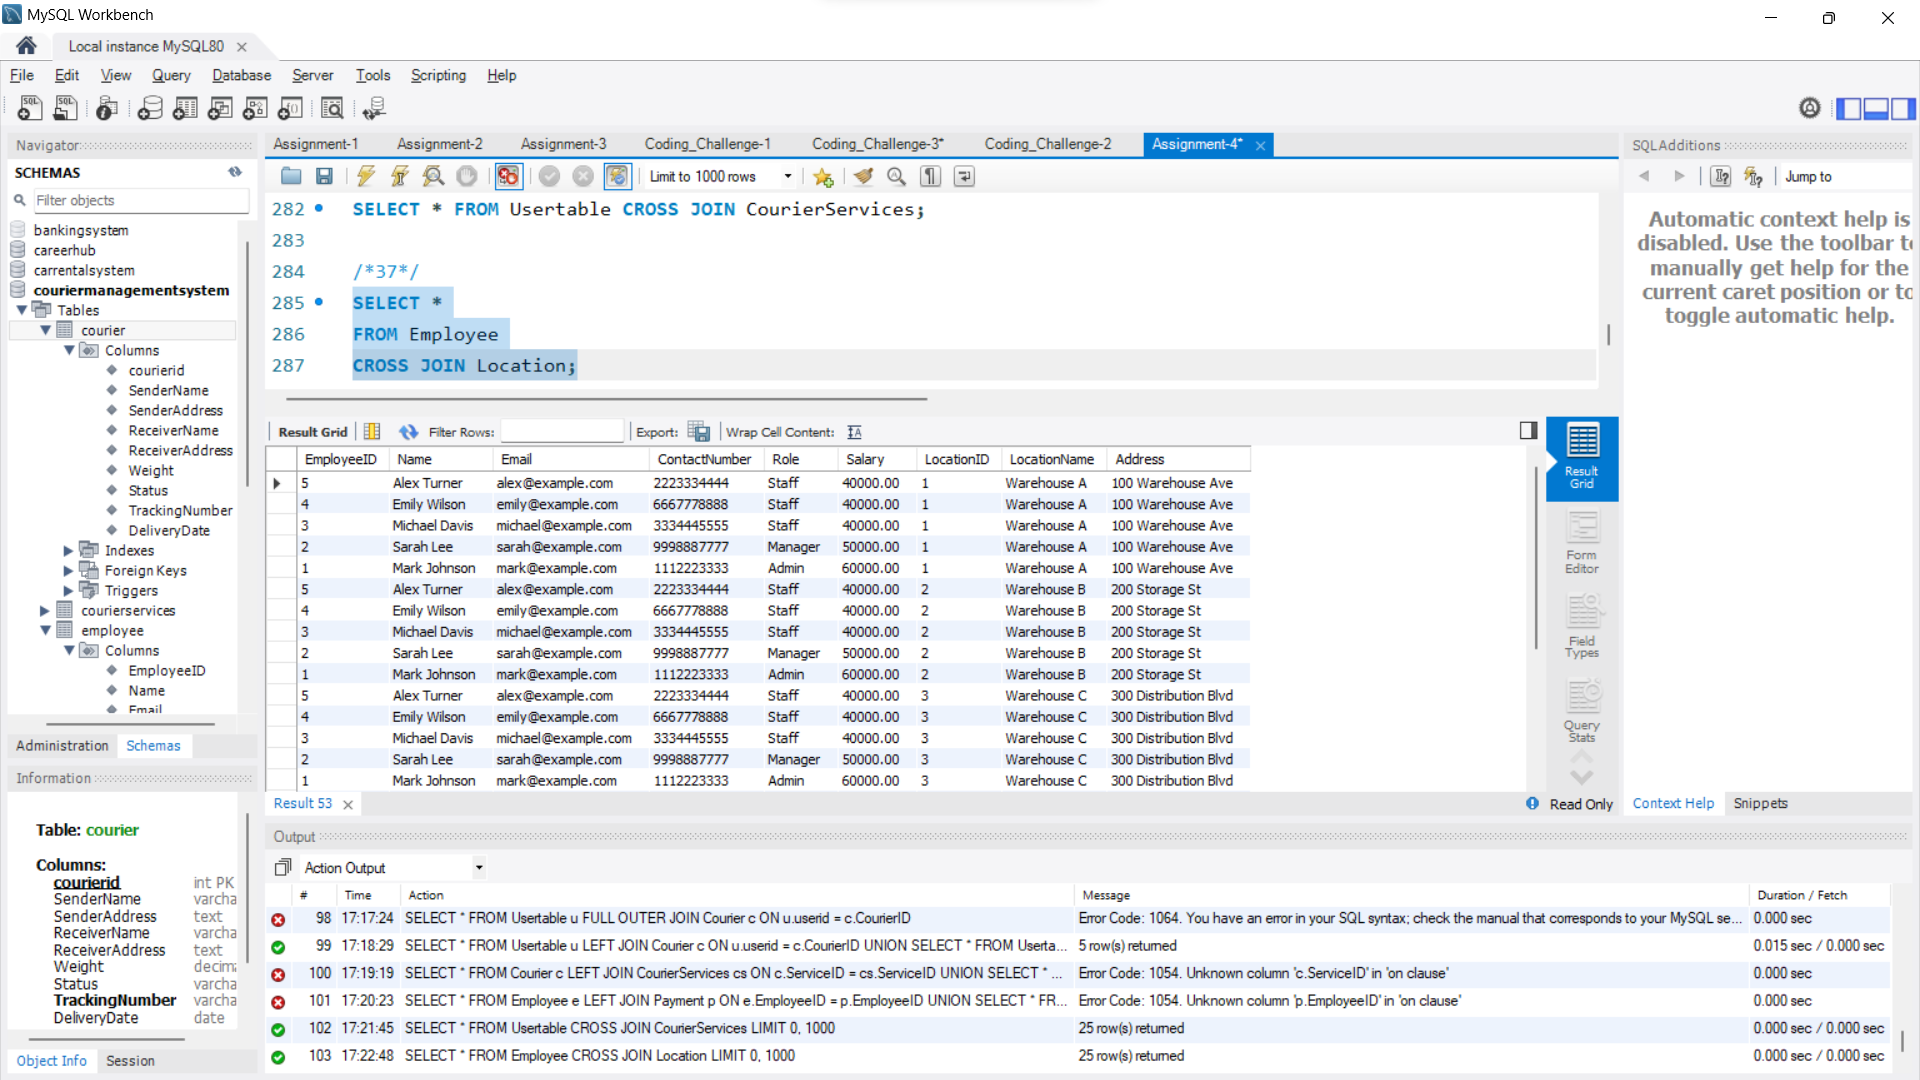 MySQL Workbench
Local instance MySQL80
File Edit View Query Database Server Tools Scripting Help
Navigator
SCHEMAS
Filter objects
bankingsystem
careerhub
carrentalsystem
couriermanagementsystem
Tables
courier
Columns
courierid
SenderName
SenderAddress
ReceiverName
ReceiverAddress
Weight
Status
TrackingNumber
DeliveryDate
Indexes
Foreign Keys
Triggers
courierservices
employee
Columns
EmployeeID
Name
Email
Administration Schemas
Information
Table: courier
Columns:
courierid int PK
SenderName varcha
SenderAddress text
ReceiverName varcha
ReceiverAddress text
Weight decim
Status varcha
TrackingNumber varcha
DeliveryDate date
Object Info Session
Assignment-1 Assignment-2 Assignment-3 Coding_Challenge-1 Coding_Challenge-3* Coding_Challenge-2 Assignment-4*
Limit to 1000 rows
282 SELECT * FROM Usertable CROSS JOIN CourierServices;
283
284 /*37*/
285 SELECT *
286 FROM Employee
287 CROSS JOIN Location;
Result Grid Filter Rows: Export: Wrap Cell Content:
EmployeeID Name Email ContactNumber Role Salary LocationID LocationName Address
5 Alex Turner alex@example.com 2223334444 Staff 40000.00 1 Warehouse A 100 Warehouse Ave
4 Emily Wilson emily@example.com 6667778888 Staff 40000.00 1 Warehouse A 100 Warehouse Ave
3 Michael Davis michael@example.com 3334445555 Staff 40000.00 1 Warehouse A 100 Warehouse Ave
2 Sarah Lee sarah@example.com 9998887777 Manager 50000.00 1 Warehouse A 100 Warehouse Ave
1 Mark Johnson mark@example.com 1112223333 Admin 60000.00 1 Warehouse A 100 Warehouse Ave
5 Alex Turner alex@example.com 2223334444 Staff 40000.00 2 Warehouse B 200 Storage St
4 Emily Wilson emily@example.com 6667778888 Staff 40000.00 2 Warehouse B 200 Storage St
3 Michael Davis michael@example.com 3334445555 Staff 40000.00 2 Warehouse B 200 Storage St
2 Sarah Lee sarah@example.com 9998887777 Manager 50000.00 2 Warehouse B 200 Storage St
1 Mark Johnson mark@example.com 1112223333 Admin 60000.00 2 Warehouse B 200 Storage St
5 Alex Turner alex@example.com 2223334444 Staff 40000.00 3 Warehouse C 300 Distribution Blvd
4 Emily Wilson emily@example.com 6667778888 Staff 40000.00 3 Warehouse C 300 Distribution Blvd
3 Michael Davis michael@example.com 3334445555 Staff 40000.00 3 Warehouse C 300 Distribution Blvd
2 Sarah Lee sarah@example.com 9998887777 Manager 50000.00 3 Warehouse C 300 Distribution Blvd
1 Mark Johnson mark@example.com 1112223333 Admin 60000.00 3 Warehouse C 300 Distribution Blvd
Result 53
Read Only
Result
Grid
Form
Editor
Field
Types
Query
Stats
SQLAdditions
Jump to
Automatic context help is
disabled. Use the toolbar to
manually get help for the
current caret position or to
toggle automatic help.
Context Help Snippets
Output
Action Output
# Time Action Message Duration / Fetch
98 17:17:24 SELECT * FROM Usertable u FULL OUTER JOIN Courier c ON u.userid = c.CourierID Error Code: 1064. You have an error in your SQL syntax; check the manual that corresponds to your MySQL se... 0.000 sec
99 17:18:29 SELECT * FROM Usertable u LEFT JOIN Courier c ON u.userid = c.CourierID UNION SELECT * FROM Userta... 5 row(s) returned 0.015 sec / 0.000 sec
100 17:19:19 SELECT * FROM Courier c LEFT JOIN CourierServices cs ON c.ServiceID = cs.ServiceID UNION SELECT * ... Error Code: 1054. Unknown column 'c.ServiceID' in 'on clause' 0.000 sec
101 17:20:23 SELECT * FROM Employee e LEFT JOIN Payment p ON e.EmployeeID = p.EmployeeID UNION SELECT * FR... Error Code: 1054. Unknown column 'p.EmployeeID' in 'on clause' 0.000 sec
102 17:21:45 SELECT * FROM Usertable CROSS JOIN CourierServices LIMIT 0, 1000 25 row(s) returned 0.000 sec / 0.000 sec
103 17:22:48 SELECT * FROM Employee CROSS JOIN Location LIMIT 0, 1000 25 row(s) returned 0.000 sec / 0.000 sec